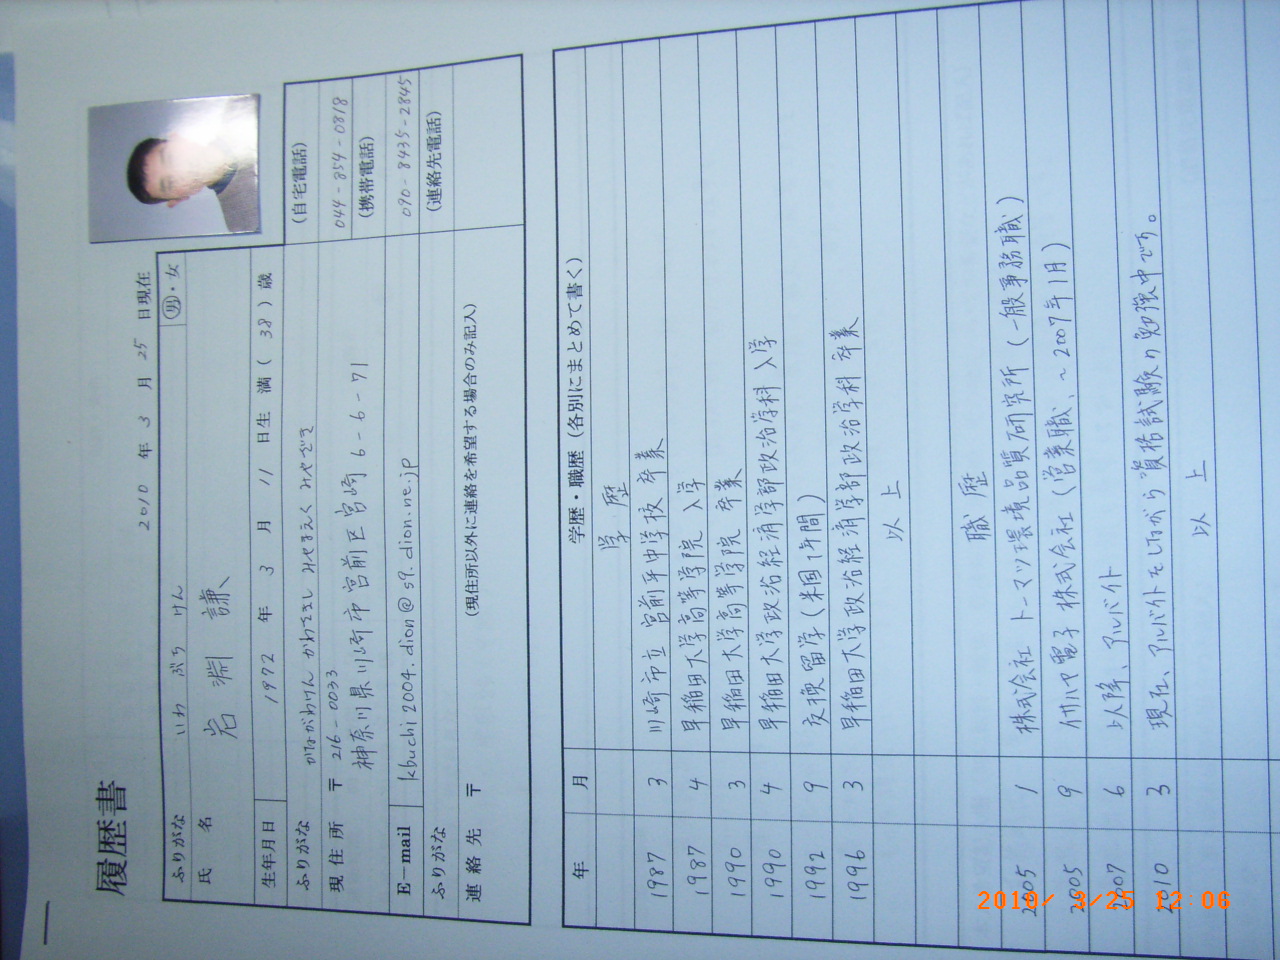 履歴書
2010 年 3 月 25 日現在
ふりがな いわ ぶち けん 男・女
氏名 岩淵 謙
生年月日 1972 年 3 月 11 日生 満 ( 38 ) 歳
ふりがな かながわけん かわさきし みやまえく みやざき
現住所 〒 216-0033
神奈川県川崎市宮前区宮崎6-6-71
(自宅電話)
044-854-0818
(携帯電話)
090-8435-2845
E-mail kbuchi2004.dion@s9.dion.ne.jp
ふりがな (連絡先電話)
連絡先 〒 (現住所以外に連絡を希望する場合のみ記入)
年 月 学歴・職歴 (各別にまとめて書く)
学歴
1987 3 川崎市立 宮前平中学校 卒業
1987 4 早稲田大学高等学院 入学
1990 3 早稲田大学高等学院 卒業
1990 4 早稲田大学政治経済学部政治学科 入学
1992 9 交換留学(米国1年間)
1996 3 早稲田大学政治経済学部政治学科 卒業
以上
職歴
2005 1 株式会社 トーマツ環境品質研究所 (一般事務職)
2005 9 電子株式会社 (営業職、~2007年1月)
2007 6 以降、アルバイト
2010 3 現在、アルバイトをしながら資格試験の勉強中です。
以上
2010/ 3/25 12:06